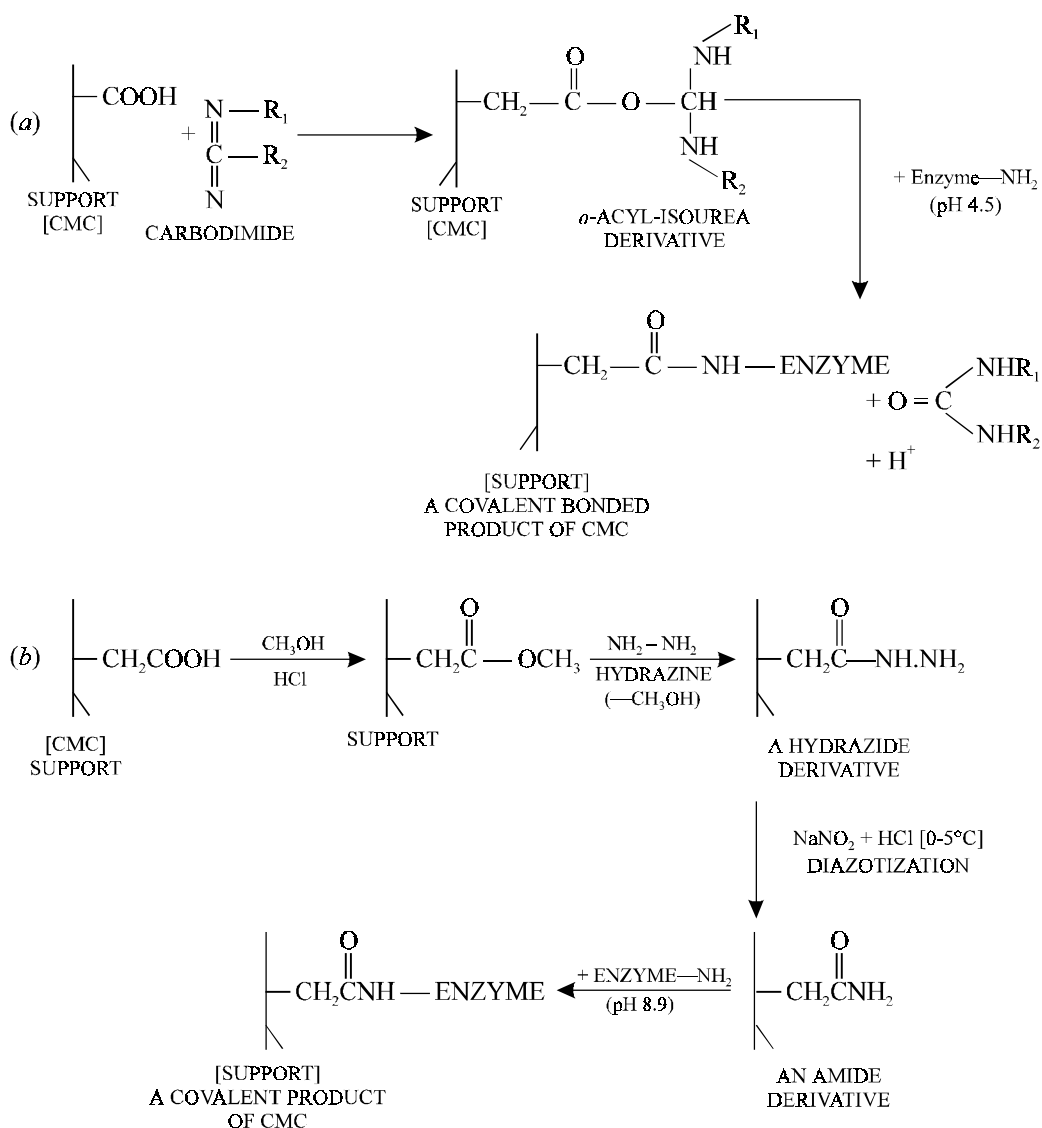 (a)
COOH
+
N — R₁
C — R₂
N
SUPPORT
[CMC]
CARBODIMIDE
SUPPORT
[CMC]
O
CH₂ — C — O — CH
NH
R₁
NH
R₂
o-ACYL-ISOUREA
DERIVATIVE
+ Enzyme—NH₂
(pH 4.5)
O
CH₂ — C — NH — ENZYME
+ O = C
NHR₁
NHR₂
+ H⁺
[SUPPORT]
A COVALENT BONDED
PRODUCT OF CMC
(b)
CH₂COOH
[CMC]
SUPPORT
CH₃OH
HCl
O
CH₂C — OCH₃
SUPPORT
NH₂ – NH₂
HYDRAZINE
(—CH₃OH)
O
CH₂C — NH.NH₂
A HYDRAZIDE
DERIVATIVE
NaNO₂ + HCl [0-5°C]
DIAZOTIZATION
O
CH₂CNH₂
AN AMIDE
DERIVATIVE
+ ENZYME—NH₂
(pH 8.9)
O
CH₂CNH — ENZYME
[SUPPORT]
A COVALENT PRODUCT
OF CMC